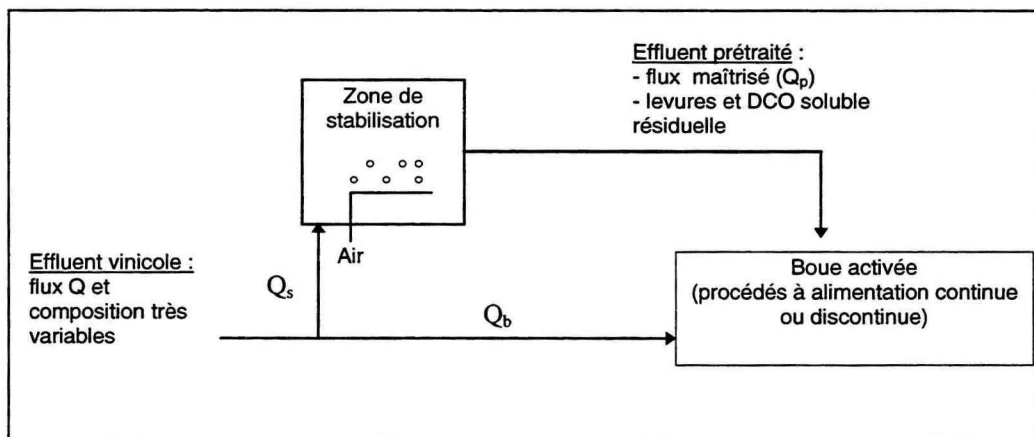 Effluent prétraité :
- flux maîtrisé (Qp)
- levures et DCO soluble
résiduelle
Zone de
stabilisation
Air
Effluent vinicole :
flux Q et
composition très
variables
Qs
Qb
Boue activée
(procédés à alimentation continue
ou discontinue)